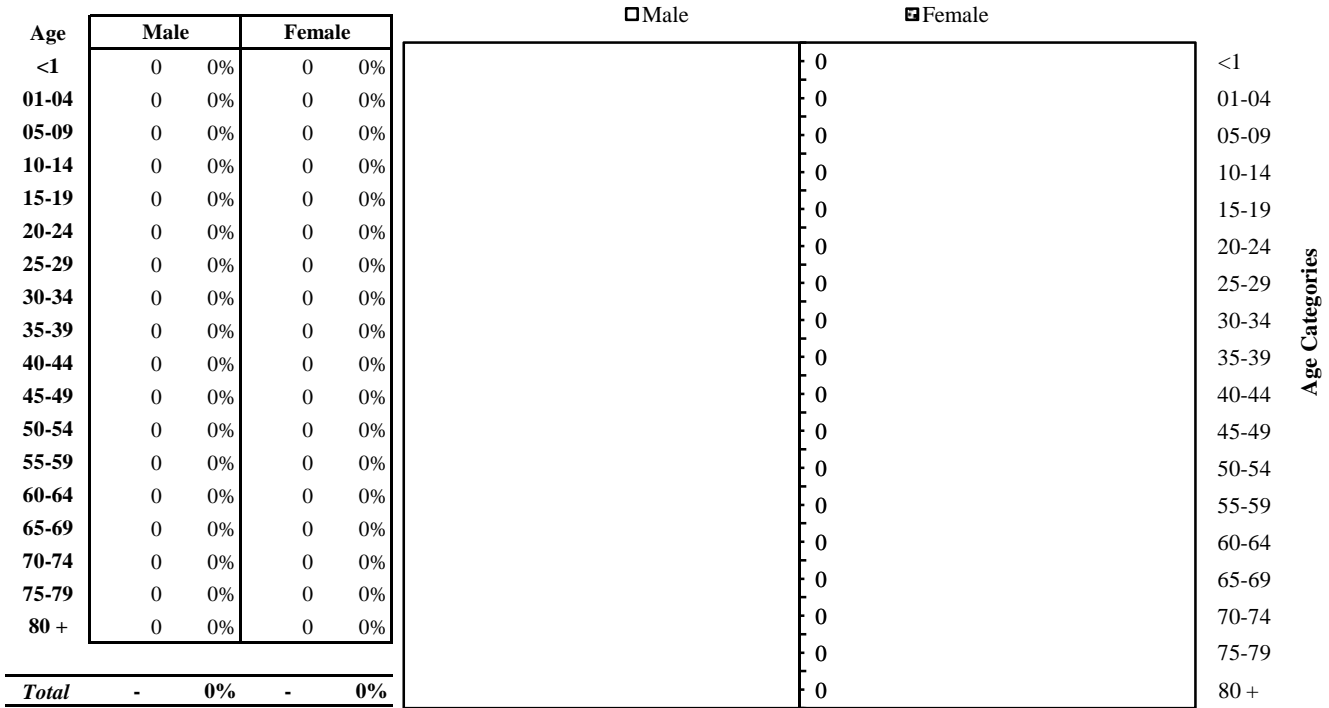 Male Female
Age Male Female
<1 0 0% 0 0%
01-04 0 0% 0 0%
05-09 0 0% 0 0%
10-14 0 0% 0 0%
15-19 0 0% 0 0%
20-24 0 0% 0 0%
25-29 0 0% 0 0%
30-34 0 0% 0 0%
35-39 0 0% 0 0%
40-44 0 0% 0 0%
45-49 0 0% 0 0%
50-54 0 0% 0 0%
55-59 0 0% 0 0%
60-64 0 0% 0 0%
65-69 0 0% 0 0%
70-74 0 0% 0 0%
75-79 0 0% 0 0%
80 + 0 0% 0 0%
Total - 0% - 0%
0 <1
0 01-04
0 05-09
0 10-14
0 15-19
0 20-24
0 25-29
0 30-34
0 35-39
0 40-44
0 45-49
0 50-54
0 55-59
0 60-64
0 65-69
0 70-74
0 75-79
0 80 +
Age Categories